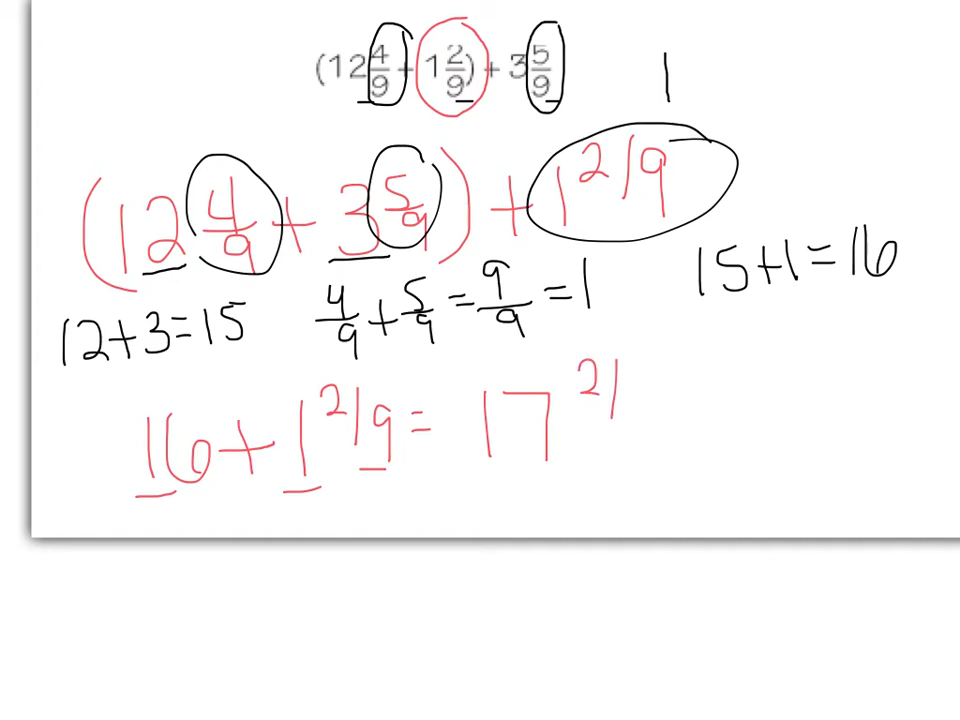 (12 4/9 + 1 2/9) + 3 5/9
1
(12 4/9 + 3 5/9) + 1 2/9
15+1=16
12+3=15
4/9 + 5/9 = 9/9 = 1
16 + 1 2/9 = 17 2/